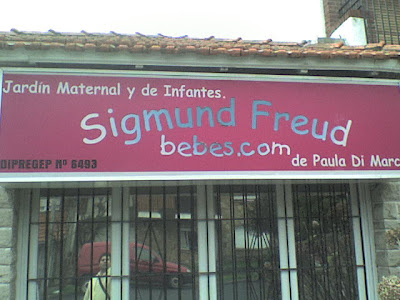 Jardín Maternal y de Infantes.
Sigmund Freud
bebes.com
DIPREGEP Nº 6493
de Paula Di Marc